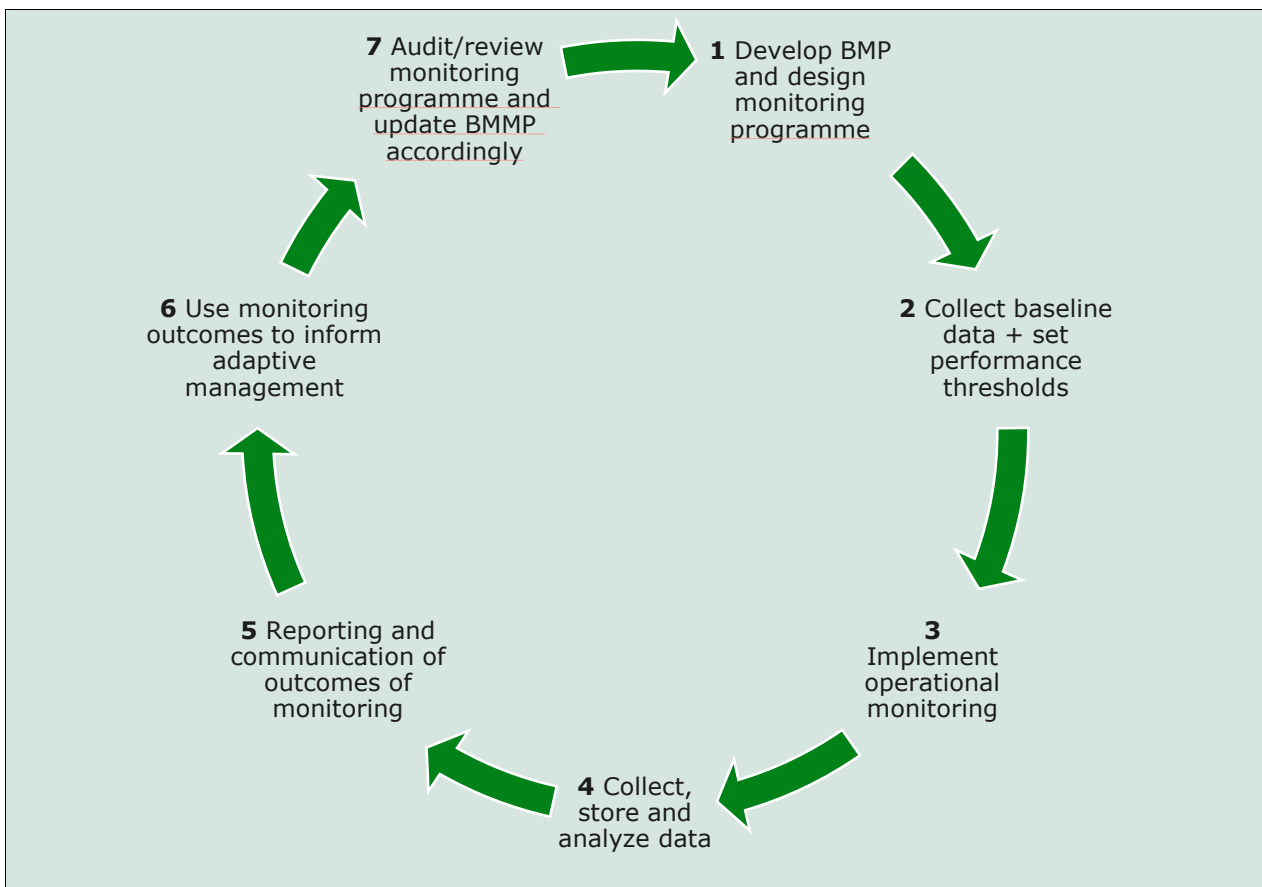 1 Develop BMP
and design
monitoring
programme
2 Collect baseline
data + set
performance
thresholds
3
Implement
operational
monitoring
4 Collect,
store and
analyze data
5 Reporting and
communication of
outcomes of
monitoring
6 Use monitoring
outcomes to inform
adaptive
management
7 Audit/review
monitoring
programme and
update BMMP
accordingly